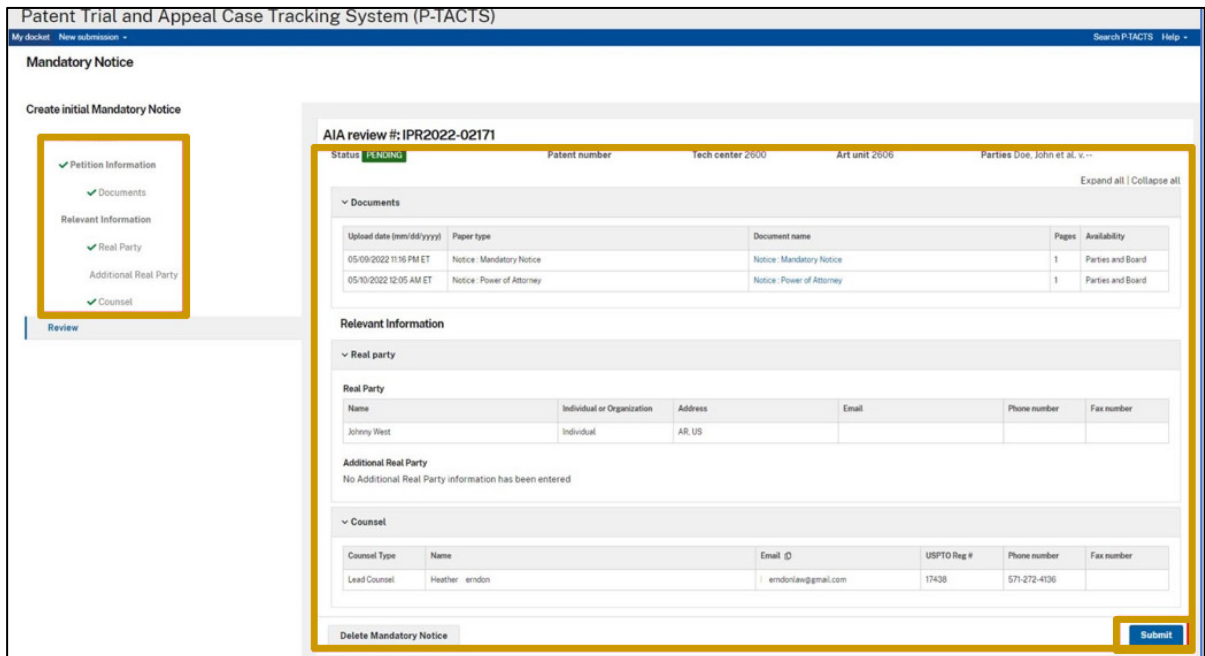 Patent Trial and Appeal Case Tracking System (P-TACTS)
My docket New submission Search P-TACTS Help
Mandatory Notice
Create initial Mandatory Notice
Petition Information
Documents
Relevant Information
Real Party
Additional Real Party
Counsel
Review
AIA review #: IPR2022-02171
Status PENDING Patent number Tech center 2600 Art unit 2606 Parties Doe, John et al. v. --
Expand all | Collapse all
Documents
Upload date (mm/dd/yyyy) Paper type Document name Pages Availability
05/09/2022 11:16 PM ET Notice : Mandatory Notice Notice : Mandatory Notice 1 Parties and Board
05/10/2022 12:05 AM ET Notice : Power of Attorney Notice : Power of Attorney 1 Parties and Board
Relevant Information
Real party
Real Party
Name Individual or Organization Address Email Phone number Fax number
Johnny West Individual AR, US
Additional Real Party
No Additional Real Party information has been entered
Counsel
Counsel Type Name Email USPTO Reg # Phone number Fax number
Lead Counsel Heather erndon erndonlaw@gmail.com 17438 571-272-4136
Delete Mandatory Notice Submit